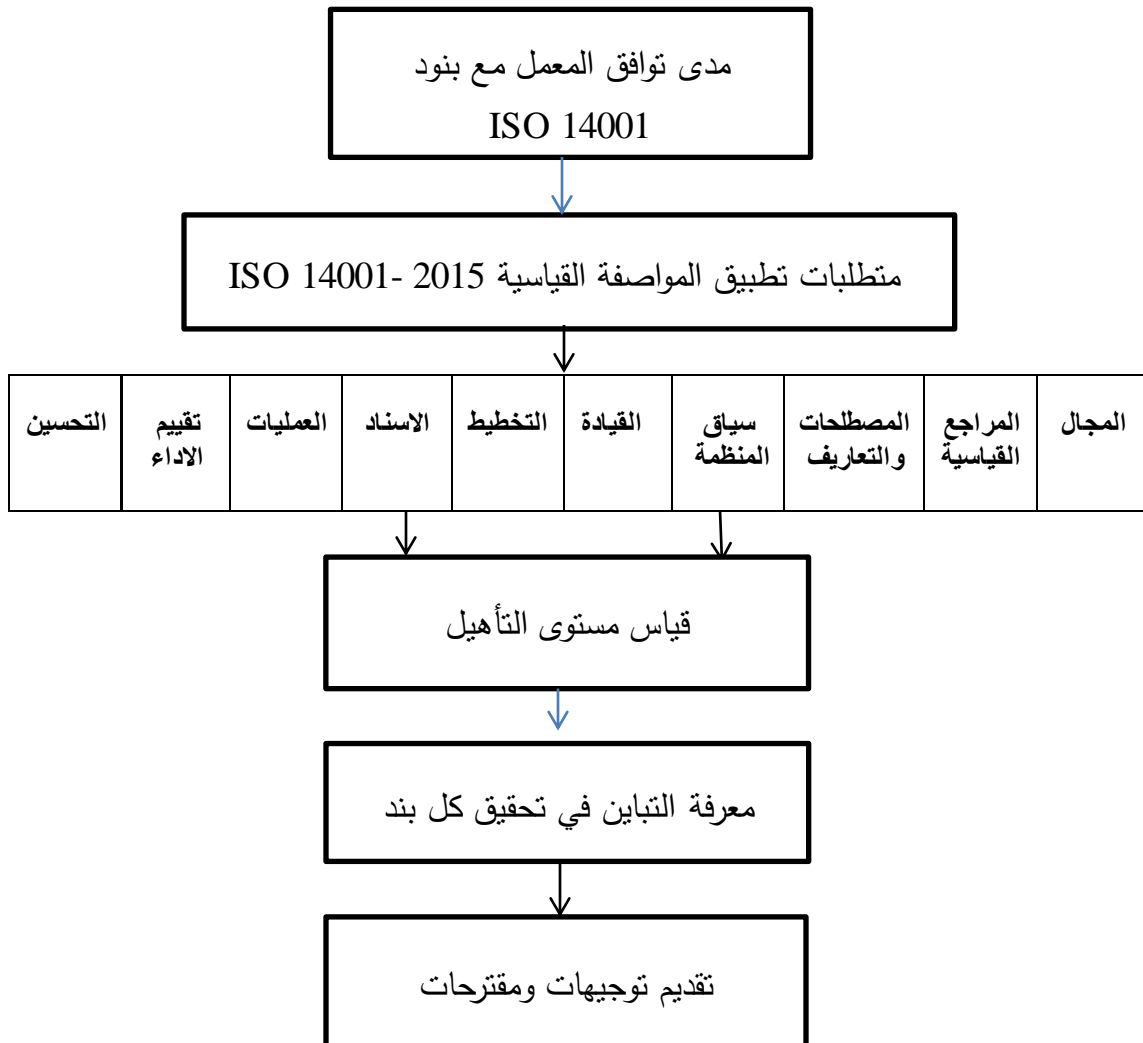 مدى توافق المعمل مع بنود
ISO 14001
متطلبات تطبيق المواصفة القياسية ISO 14001- 2015
المجال
المراجع
القياسية
المصطلحات
والتعاريف
سياق
المنظمة
القيادة
التخطيط
الاسناد
العمليات
تقييم
الاداء
التحسين
قياس مستوى التأهيل
معرفة التباين في تحقيق كل بند
تقديم توجيهات ومقترحات